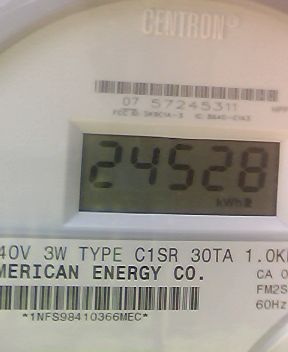 CENTRON®
07 57245311
24528
kWh
40V 3W TYPE C1SR 30TA 1.0K
MERICAN ENERGY CO.
CA 0
FM2S
60Hz
*1NFS98410366MEC*